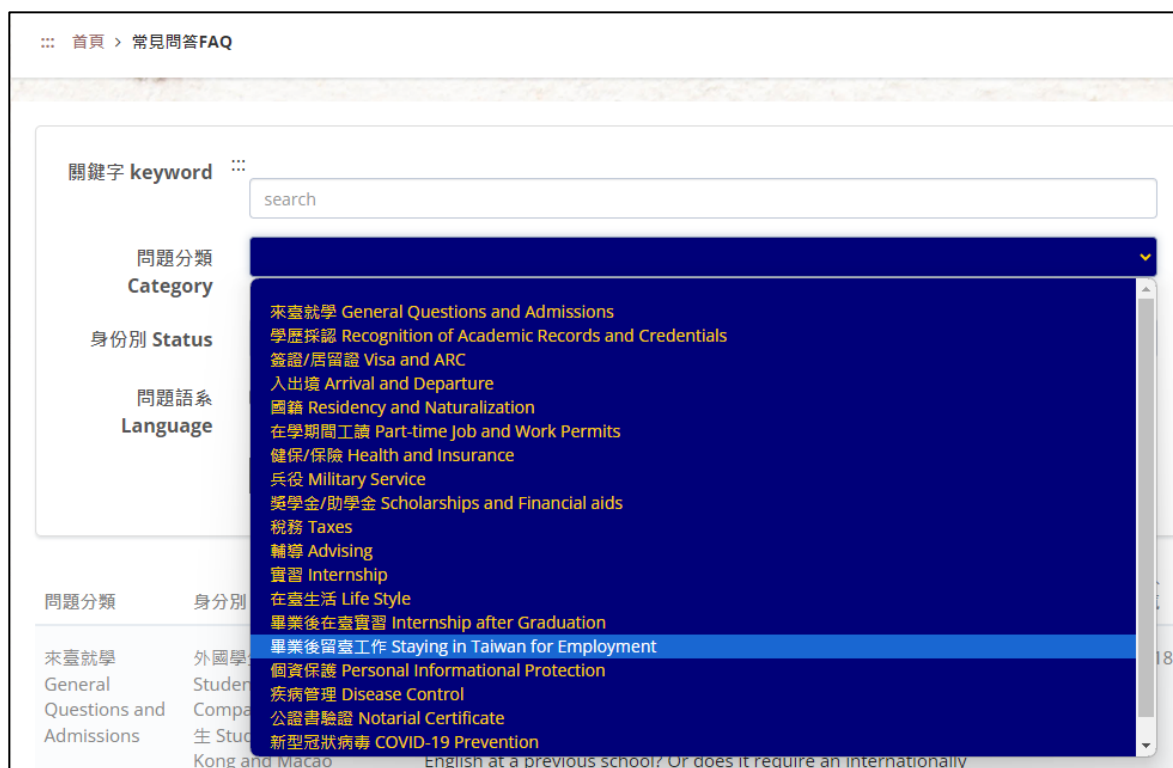 ::: 首頁 > 常見問答FAQ
關鍵字 keyword :::
search
問題分類
Category
身份別 Status
問題語系
Language
來臺就學 General Questions and Admissions
學歷採認 Recognition of Academic Records and Credentials
簽證/居留證 Visa and ARC
入出境 Arrival and Departure
國籍 Residency and Naturalization
在學期間工讀 Part-time Job and Work Permits
健保/保險 Health and Insurance
兵役 Military Service
獎學金/助學金 Scholarships and Financial aids
稅務 Taxes
輔導 Advising
實習 Internship
在臺生活 Life Style
畢業後在臺實習 Internship after Graduation
畢業後留臺工作 Staying in Taiwan for Employment
個資保護 Personal Informational Protection
疾病管理 Disease Control
公證書驗證 Notarial Certificate
新型冠狀病毒 COVID-19 Prevention
問題分類 身分別
來臺就學 外國學 18
General Studen
Questions and Compa
Admissions 生 Stud
Kong and Macao English at a previous school? Or does it require an internationally